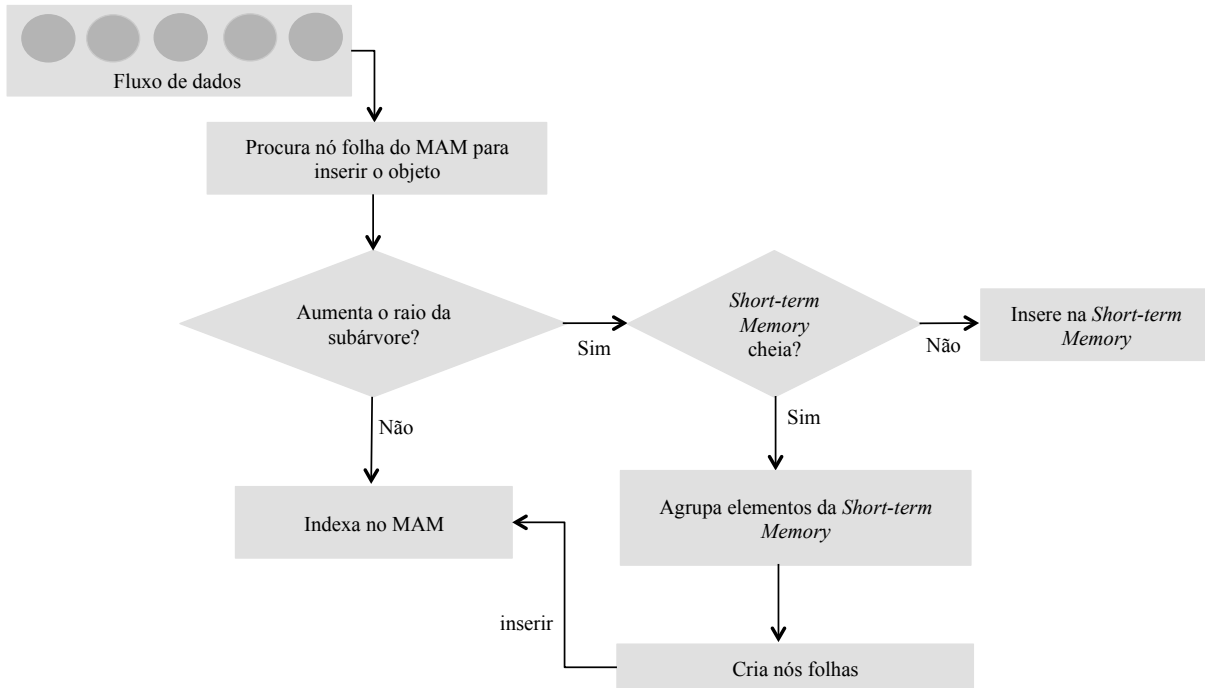 Fluxo de dados
Procura nó folha do MAM para
inserir o objeto
Aumenta o raio da
subárvore?
Sim
Short-term
Memory
cheia?
Não
Insere na Short-term
Memory
Não
Sim
Indexa no MAM
Agrupa elementos da Short-term
Memory
inserir
Cria nós folhas